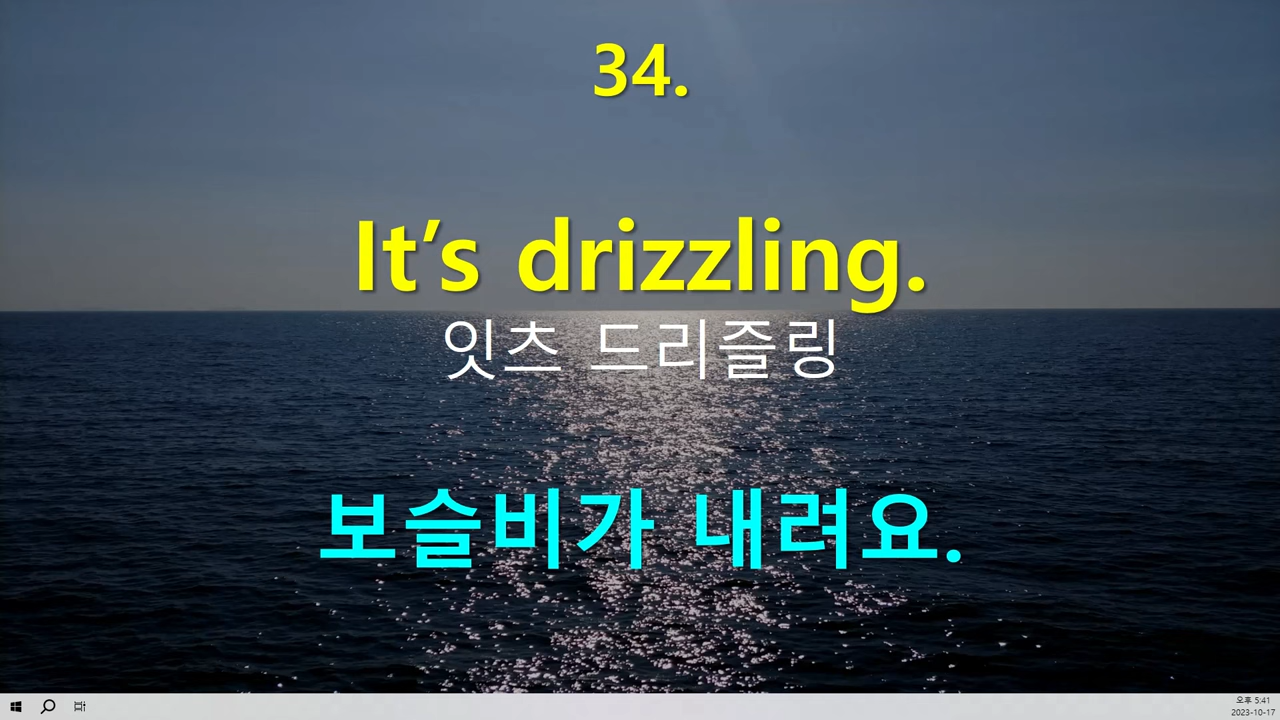 34.
It’s drizzling.
잇츠 드리즐링
보슬비가 내려요.
오후 5:41
2023-10-17